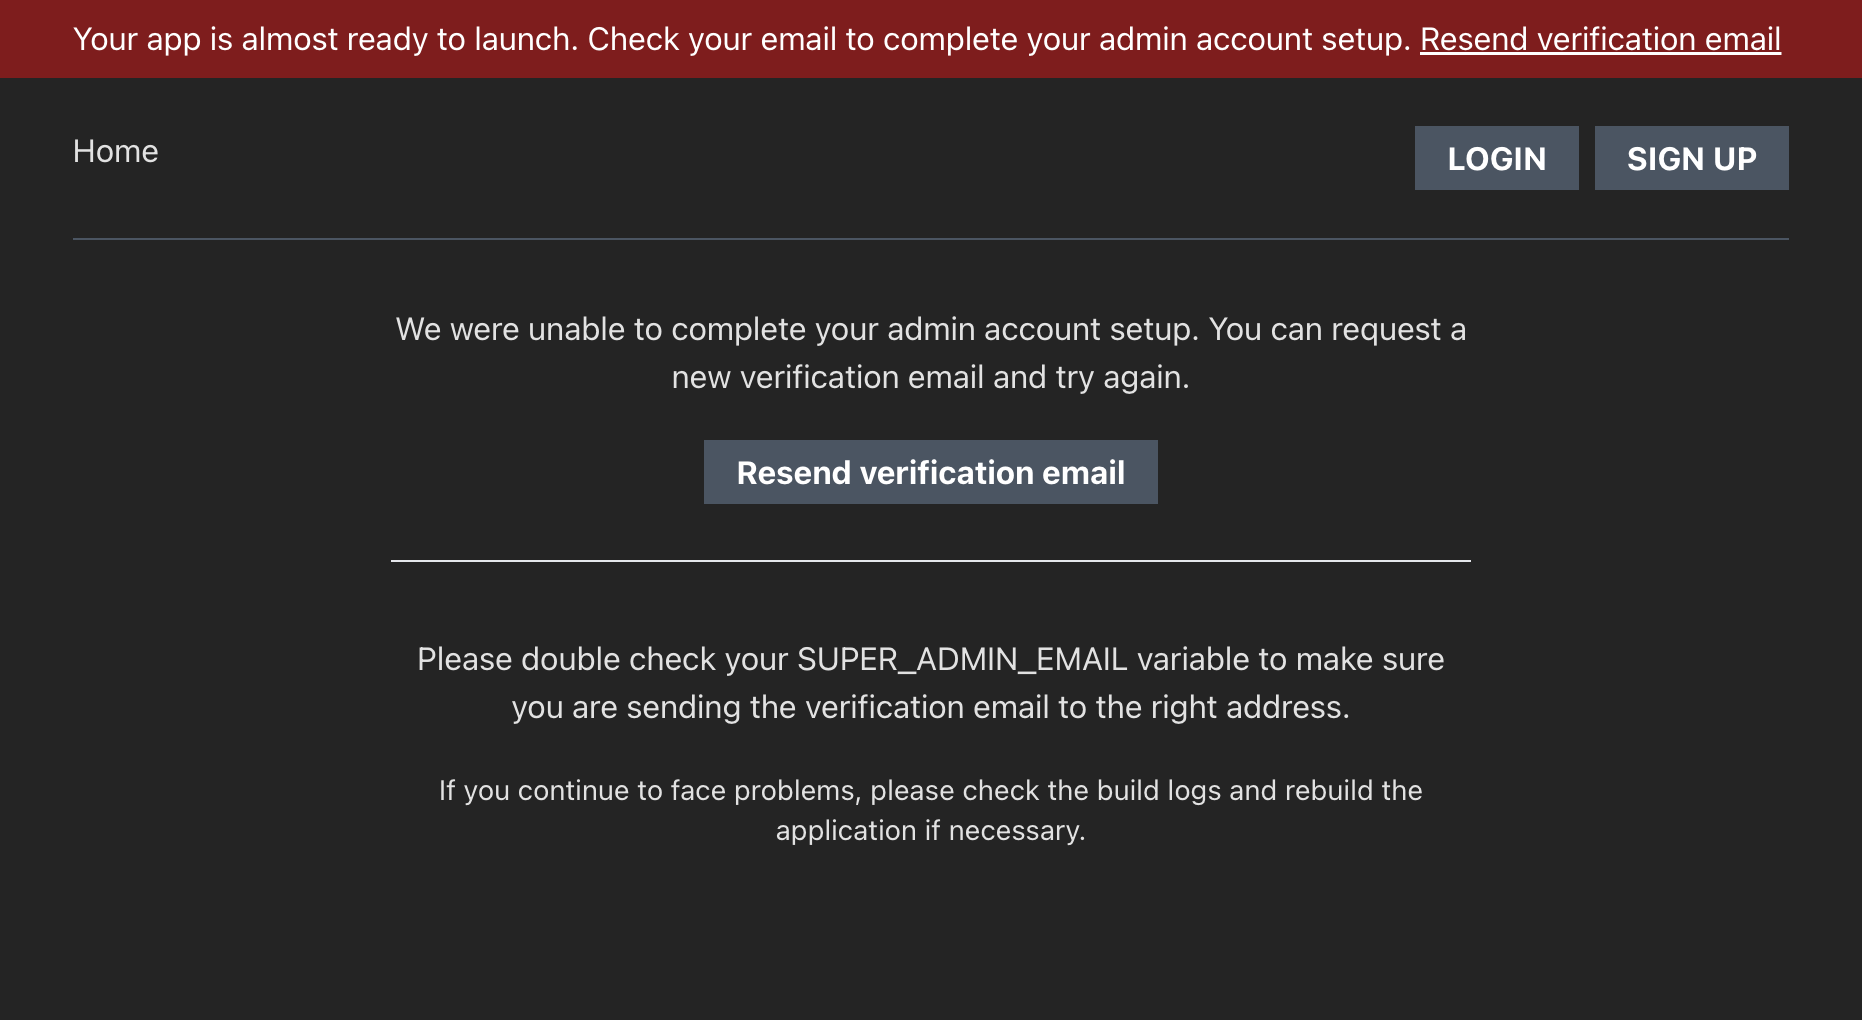 Your app is almost ready to launch. Check your email to complete your admin account setup. Resend verification email
Home
LOGIN
SIGN UP
We were unable to complete your admin account setup. You can request a
new verification email and try again.
Resend verification email
Please double check your SUPER_ADMIN_EMAIL variable to make sure
you are sending the verification email to the right address.
If you continue to face problems, please check the build logs and rebuild the
application if necessary.